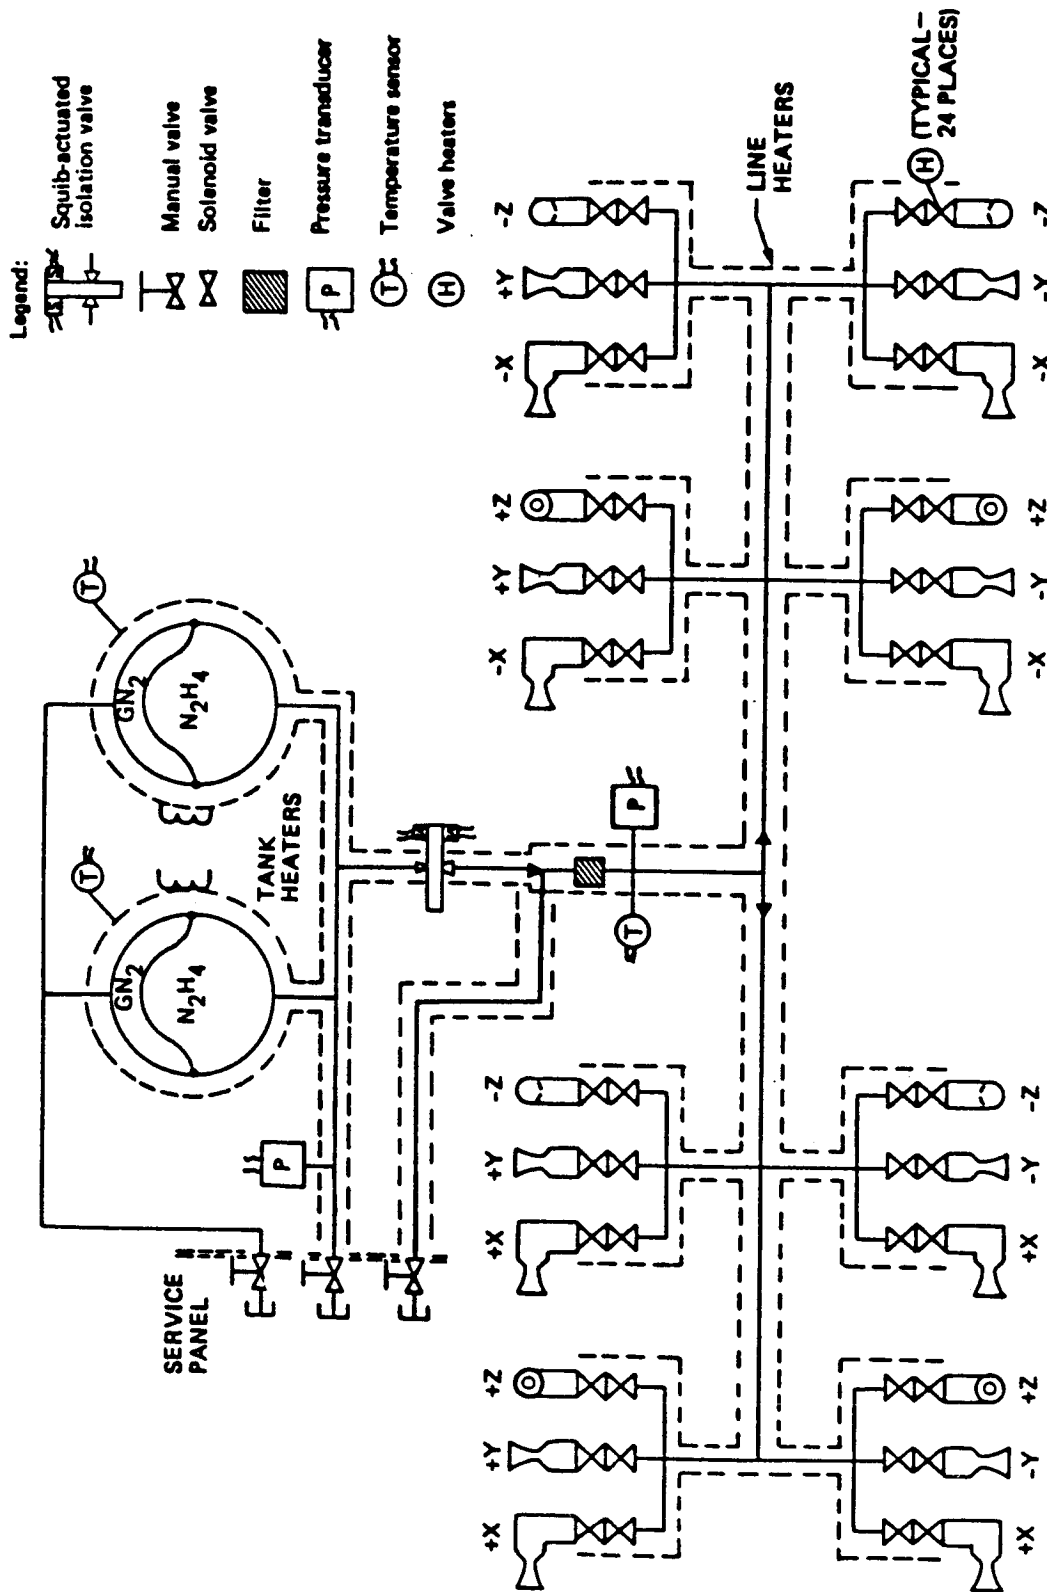 Legend:
Squib-actuated
isolation valve
Manual valve
Solenoid valve
Filter
P
Pressure transducer
T
Temperature sensor
H
Valve heaters
T
T
GN2
N2H4
GN2
N2H4
TANK
HEATERS
P
SERVICE
PANEL
P
T
+X
+Y
+Z
+X
+Y
-Z
-X
+Y
+Z
-X
+Y
-Z
LINE
HEATERS
H
(TYPICAL–
24 PLACES)
+X
-Y
+Z
+X
-Y
-Z
-X
-Y
+Z
-X
-Y
-Z